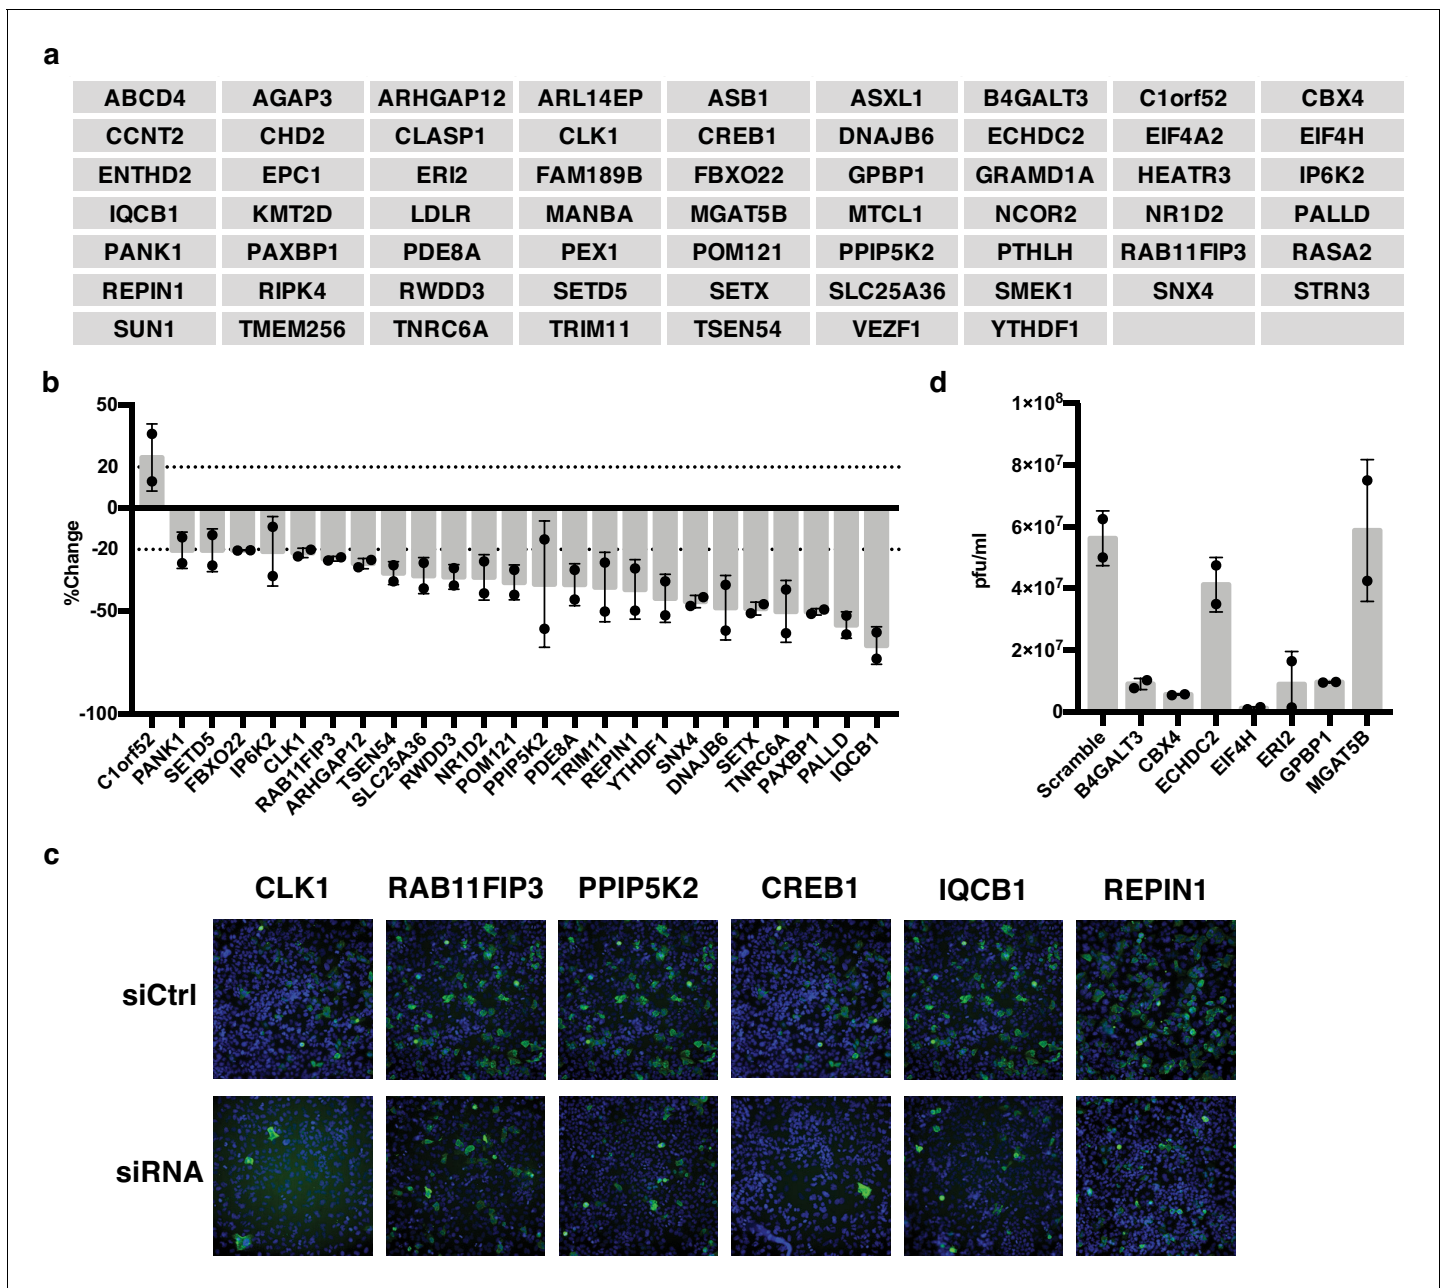 a
ABCD4 AGAP3 ARHGAP12 ARL14EP ASB1 ASXL1 B4GALT3 C1orf52 CBX4
CCNT2 CHD2 CLASP1 CLK1 CREB1 DNAJB6 ECHDC2 EIF4A2 EIF4H
ENTHD2 EPC1 ERI2 FAM189B FBXO22 GPBP1 GRAMD1A HEATR3 IP6K2
IQCB1 KMT2D LDLR MANBA MGAT5B MTCL1 NCOR2 NR1D2 PALLD
PANK1 PAXBP1 PDE8A PEX1 POM121 PPIP5K2 PTHLH RAB11FIP3 RASA2
REPIN1 RIPK4 RWDD3 SETD5 SETX SLC25A36 SMEK1 SNX4 STRN3
SUN1 TMEM256 TNRC6A TRIM11 TSEN54 VEZF1 YTHDF1
b
50
20
0
-20
-50
-100
%Change
C1orf52
PANK1
SETD5
FBXO22
IP6K2
CLK1
RAB11FIP3
ARHGAP12
TSEN54
SLC25A36
RWDD3
NR1D2
POM121
PPIP5K2
PDE8A
TRIM11
REPIN1
YTHDF1
SNX4
DNAJB6
SETX
TNRC6A
PAXBP1
PALLD
IQCB1
d
1×10⁸
8×10⁷
6×10⁷
4×10⁷
2×10⁷
0
pfu/ml
Scramble
B4GALT3
CBX4
ECHDC2
EIF4H
ERI2
GPBP1
MGAT5B
c
CLK1 RAB11FIP3 PPIP5K2 CREB1 IQCB1 REPIN1
siCtrl
siRNA